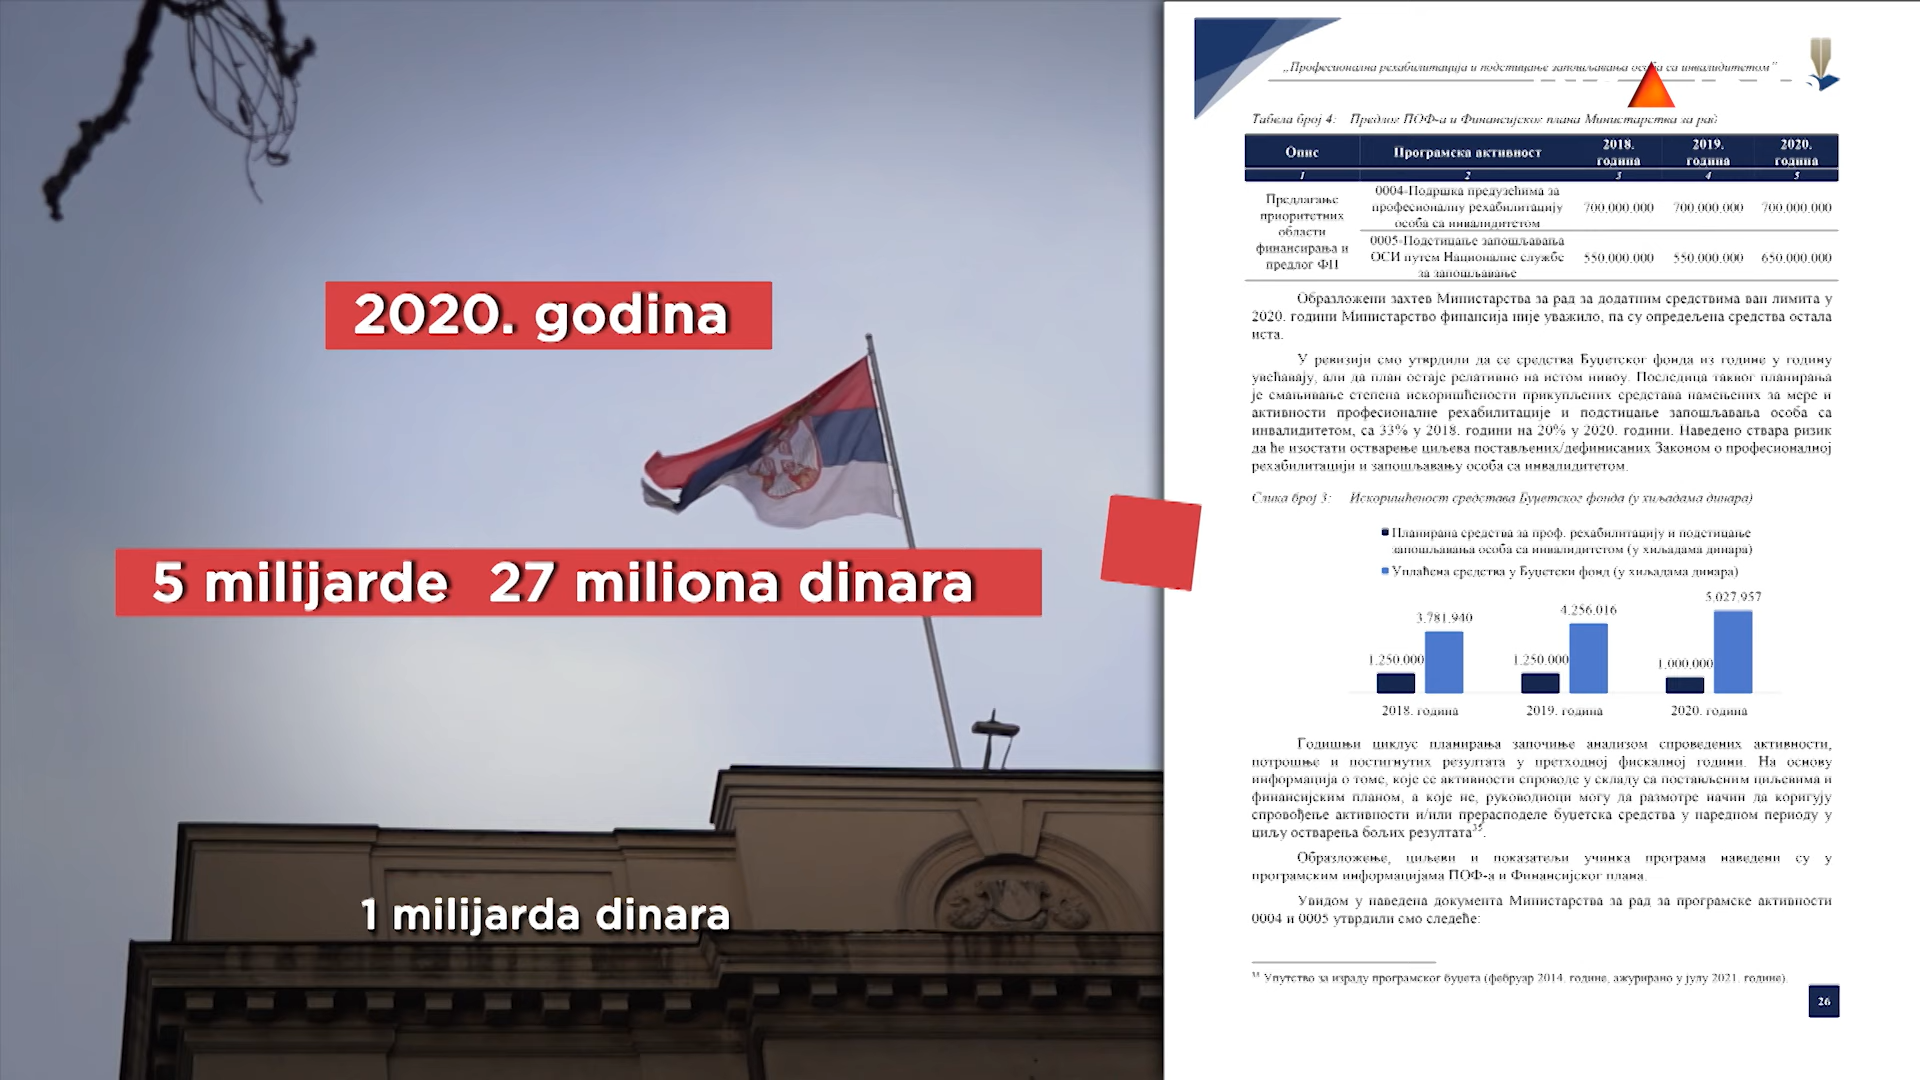 2020. godina
5 milijarde 27 miliona dinara
1 milijarda dinara
„Професионална рехабилитација и подстицање запошљавања особа са инвалидитетом”
Табела број 4: Предлог ПОФ-а и Финансијског плана Министарства за рад
Опис Програмска активност 2018. година 2019. година 2020. година
1 2 3 4 5
Предлагање приоритетних области финансирања и предлог ФП
0004-Подршка предузећима за професионалну рехабилитацију особа са инвалидитетом 700.000.000 700.000.000 700.000.000
0005-Подстицање запошљавања ОСИ путем Националне службе за запошљавање 550.000.000 550.000.000 650.000.000
Образложени захтев Министарства за рад за додатним средствима ван лимита у
2020. години Министарство финансија није уважило, па су опредељена средства остала
иста.
У ревизији смо утврдили да се средства Буџетског фонда из године у годину
увећавају, али да план остаје релативно на истом нивоу. Последица таквог планирања
је смањивање степена искоришћености прикупљених средстава намењених за мере и
активности професионалне рехабилитације и подстицање запошљавања особа са
инвалидитетом, са 33% у 2018. години на 20% у 2020. години. Наведено ствара ризик
да ће изостати остварење циљева постављених/дефинисаних Законом о професионалној
рехабилитацији и запошљавању особа са инвалидитетом.
Слика број 3: Искоришћеност средстава Буџетског фонда (у хиљадама динара)
Планирана средства за проф. рехабилитацију и подстицање
запошљавања особа са инвалидитетом (у хиљадама динара)
Уплаћена средства у Буџетски фонд (у хиљадама динара)
1.250.000 3.781.940 1.250.000 4.256.016 1.000.000 5.027.957
2018. година 2019. година 2020. година
Годишњи циклус планирања започиње анализом спроведених активности,
потрошње и постигнутих резултата у претходној фискалној години. На основу
информација о томе, које се активности спроводе у складу са постављеним циљевима и
финансијским планом, а које не, руководиоци могу да размотре начин да коригују
спровођење активности и/или прерасподеле буџетска средства у наредном периоду у
циљу остварења бољих резултата³⁵.
Образложење, циљеви и показатељи учинка програма наведени су у
програмским информацијама ПОФ-а и Финансијског плана.
Увидом у наведена документа Министарства за рад за програмске активности
0004 и 0005 утврдили смо следеће:
³⁵ Упутство за израду програмског буџета (фебруар 2014. године, ажурирано у јулу 2021. године).
26